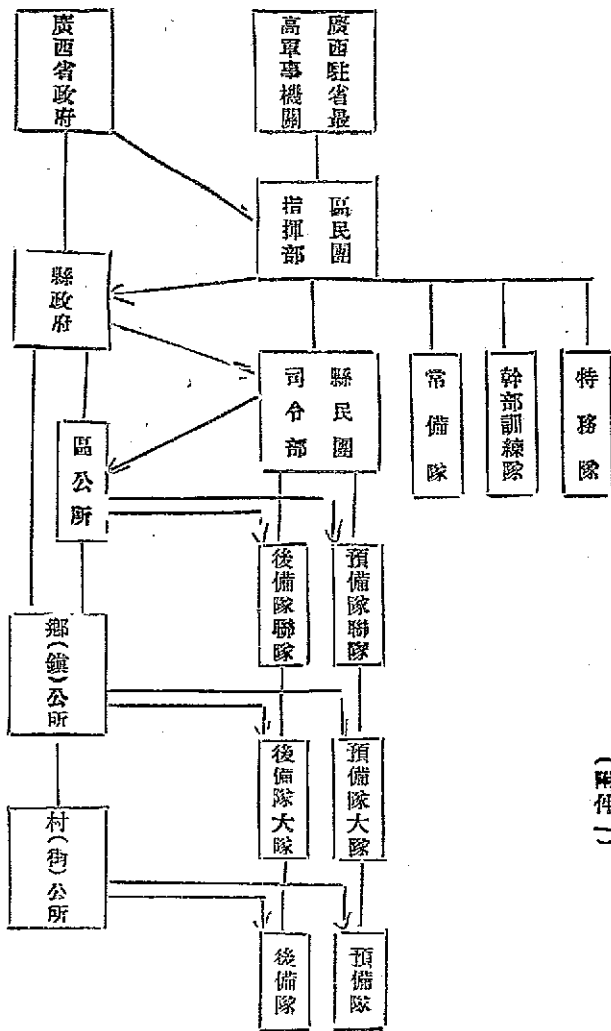 (附件一)
廣西駐省最
高軍事機關
廣西省政府
區民團
指揮部
縣政府
特務隊
幹部訓練隊
常備隊
縣民團
司令部
區公所
預備隊聯隊
後備隊聯隊
鄉(鎮)公所
預備隊大隊
後備隊大隊
村(街)公所
預備隊
後備隊